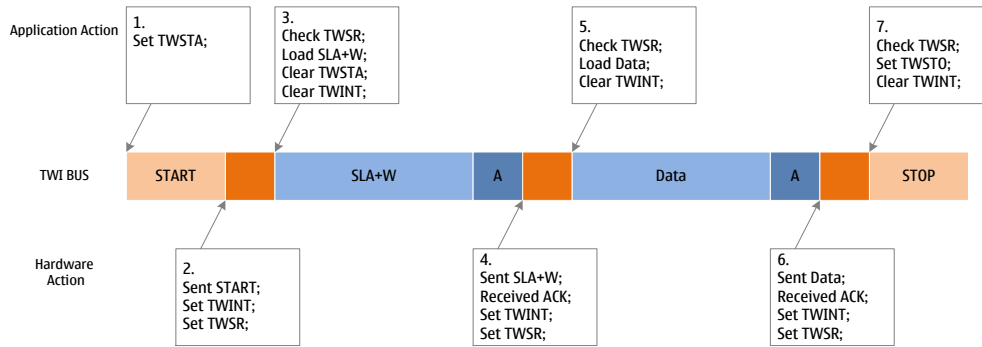 Application Action
1.
Set TWSTA;
3.
Check TWSR;
Load SLA+W;
Clear TWSTA;
Clear TWINT;
5.
Check TWSR;
Load Data;
Clear TWINT;
7.
Check TWSR;
Set TWSTO;
Clear TWINT;
TWI BUS
START
SLA+W
A
Data
A
STOP
Hardware
Action
2.
Sent START;
Set TWINT;
Set TWSR;
4.
Sent SLA+W;
Received ACK;
Set TWINT;
Set TWSR;
6.
Sent Data;
Received ACK;
Set TWINT;
Set TWSR;